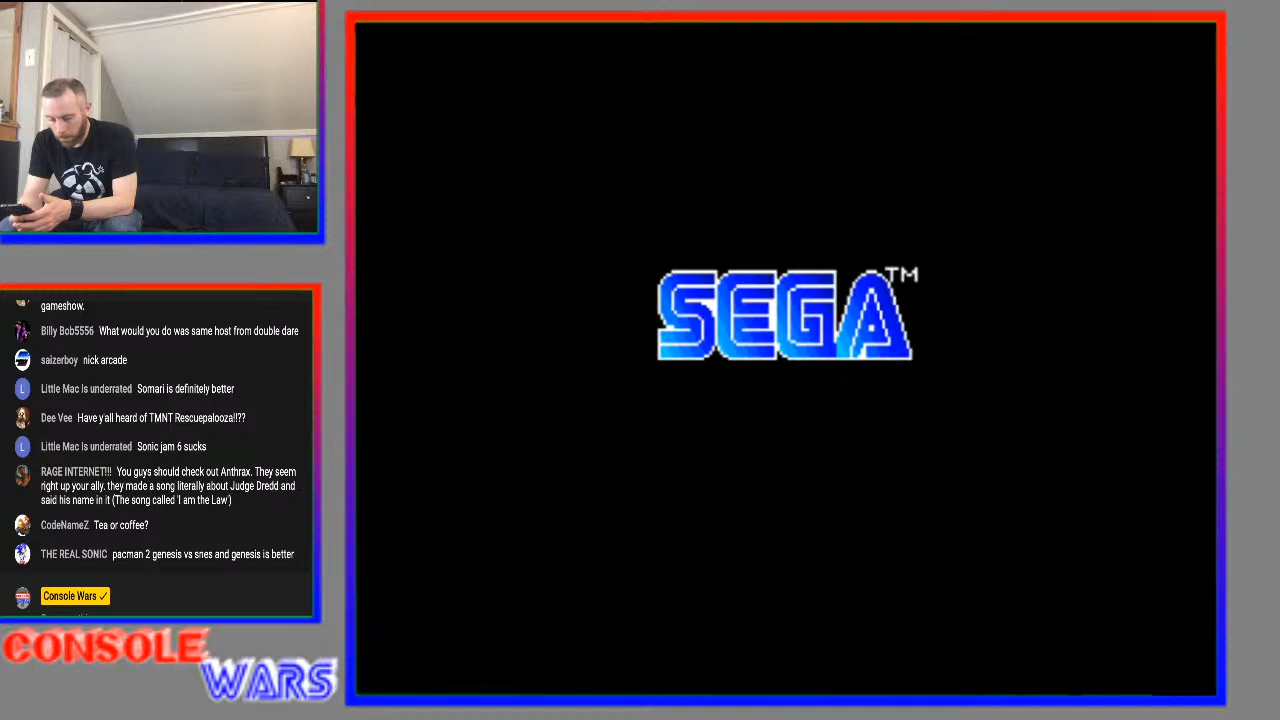 SEGA™
gameshow.
Billy Bob5556 What would you do was same host from double dare
saizerboy nick arcade
Little Mac Is underrated Somari is definitely better
Dee Vee Have y'all heard of TMNT Rescuepalooza!!??
Little Mac Is underrated Sonic jam 6 sucks
RAGE INTERNET!!! You guys should check out Anthrax. They seem
right up your ally. they made a song literally about Judge Dredd and
said his name in it (The song called 'I am the Law')
CodeNameZ Tea or coffee?
THE REAL SONIC pacman 2 genesis vs snes and genesis is better
Console Wars ✓
CONSOLE
WARS